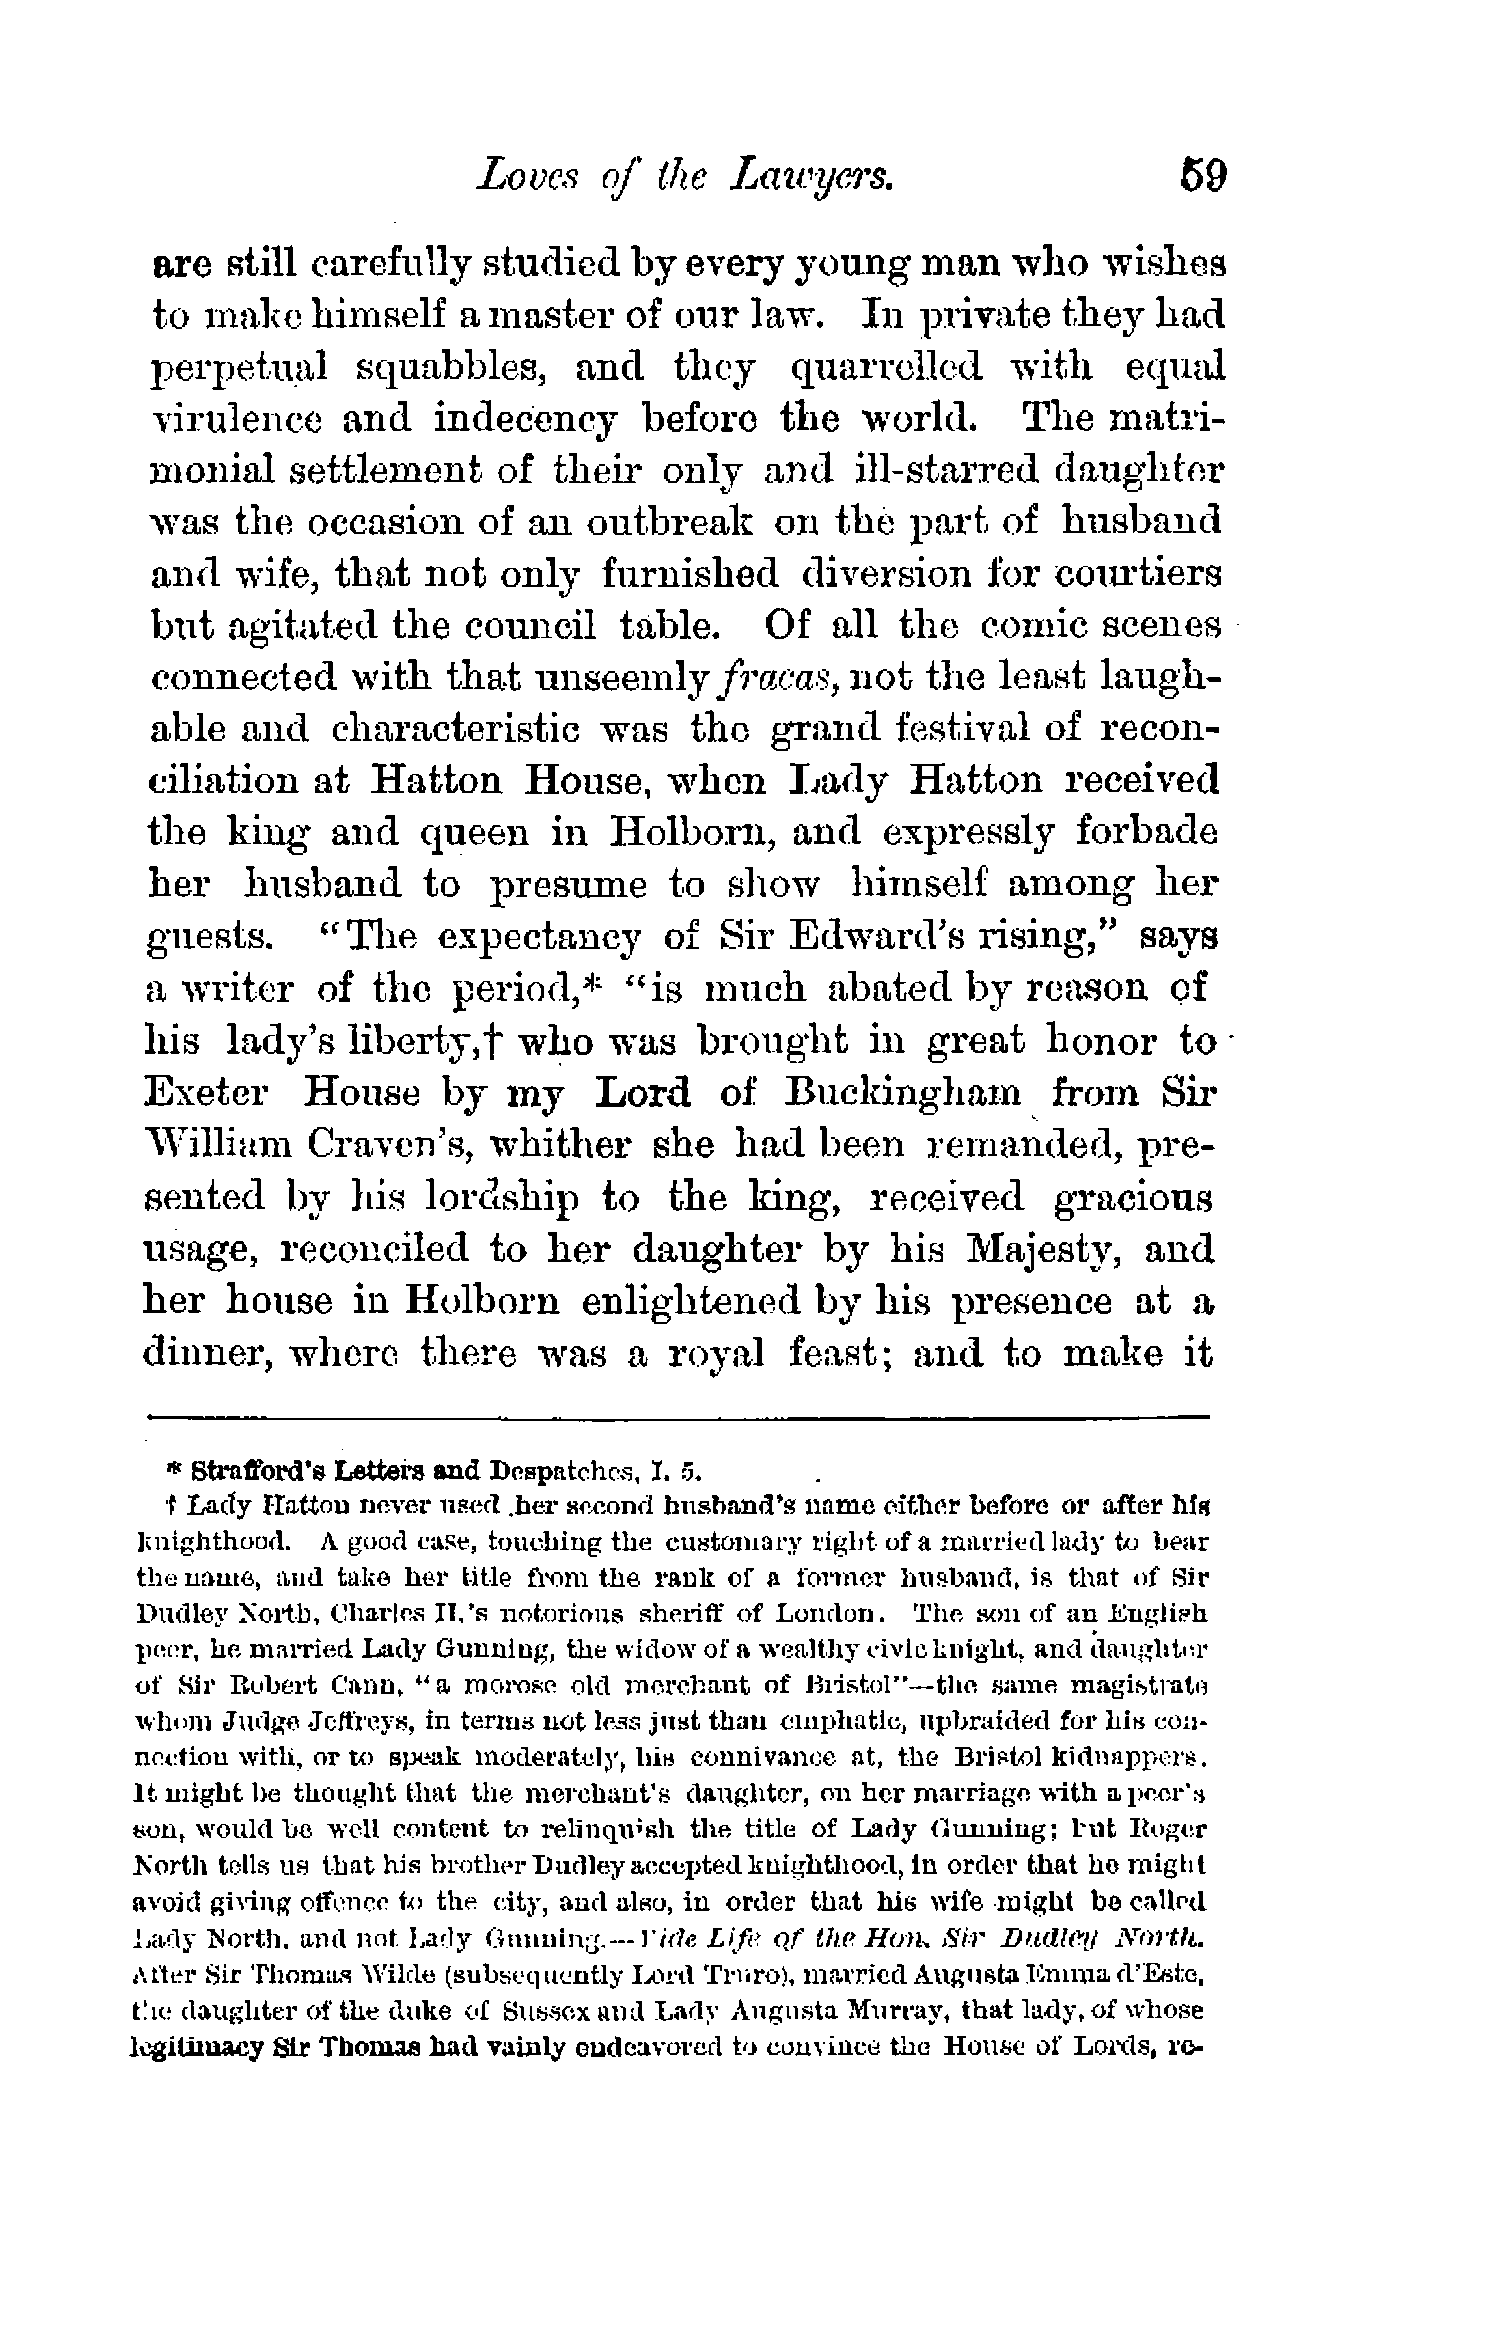 Loves of the Lawyers. 59
are still carefully studied by every young man who wishes
to make himself a master of our law. In private they had
perpetual squabbles, and they quarrelled with equal
virulence and indecency before the world. The matri-
monial settlement of their only and ill-starred daughter
was the occasion of an outbreak on the part of husband
and wife, that not only furnished diversion for courtiers
but agitated the council table. Of all the comic scenes
connected with that unseemly fracas, not the least laugh-
able and characteristic was the grand festival of recon-
ciliation at Hatton House, when Lady Hatton received
the king and queen in Holborn, and expressly forbade
her husband to presume to show himself among her
guests. "The expectancy of Sir Edward's rising," says
a writer of the period,* "is much abated by reason of
his lady's liberty,† who was brought in great honor to
Exeter House by my Lord of Buckingham from Sir
William Craven's, whither she had been remanded, pre-
sented by his lordship to the king, received gracious
usage, reconciled to her daughter by his Majesty, and
her house in Holborn enlightened by his presence at a
dinner, where there was a royal feast; and to make it
* Strafford's Letters and Despatches, I. 5.
† Lady Hatton never used her second husband's name either before or after his
knighthood. A good case, touching the customary right of a married lady to bear
the name, and take her title from the rank of a former husband, is that of Sir
Dudley North, Charles II.'s notorious sheriff of London. The son of an English
peer, he married Lady Gunning, the widow of a wealthy civic knight, and daughter
of Sir Robert Cann, "a morose old merchant of Bristol"—the same magistrate
whom Judge Jeffreys, in terms not less just than emphatic, upbraided for his con-
nection with, or to speak moderately, his connivance at, the Bristol kidnappers.
It might be thought that the merchant's daughter, on her marriage with a peer's
son, would be well content to relinquish the title of Lady Gunning; but Roger
North tells us that his brother Dudley accepted knighthood, in order that he might
avoid giving offence to the city, and also, in order that his wife might be called
Lady North, and not Lady Gunning.—Vide Life of the Hon. Sir Dudley North.
After Sir Thomas Wilde (subsequently Lord Truro), married Augusta Emma d'Este,
the daughter of the duke of Sussex and Lady Augusta Murray, that lady, of whose
legitimacy Sir Thomas had vainly endeavored to convince the House of Lords, re-